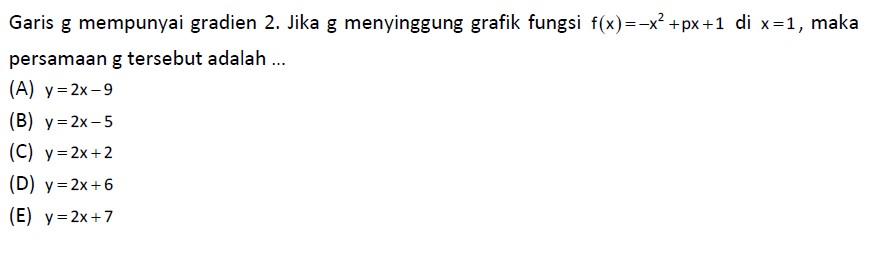 Garis g mempunyai gradien 2. Jika g menyinggung grafik fungsi f(x)=−x²+px+1 di x=1, maka
persamaan g tersebut adalah ...
(A) y=2x−9
(B) y=2x−5
(C) y=2x+2
(D) y=2x+6
(E) y=2x+7